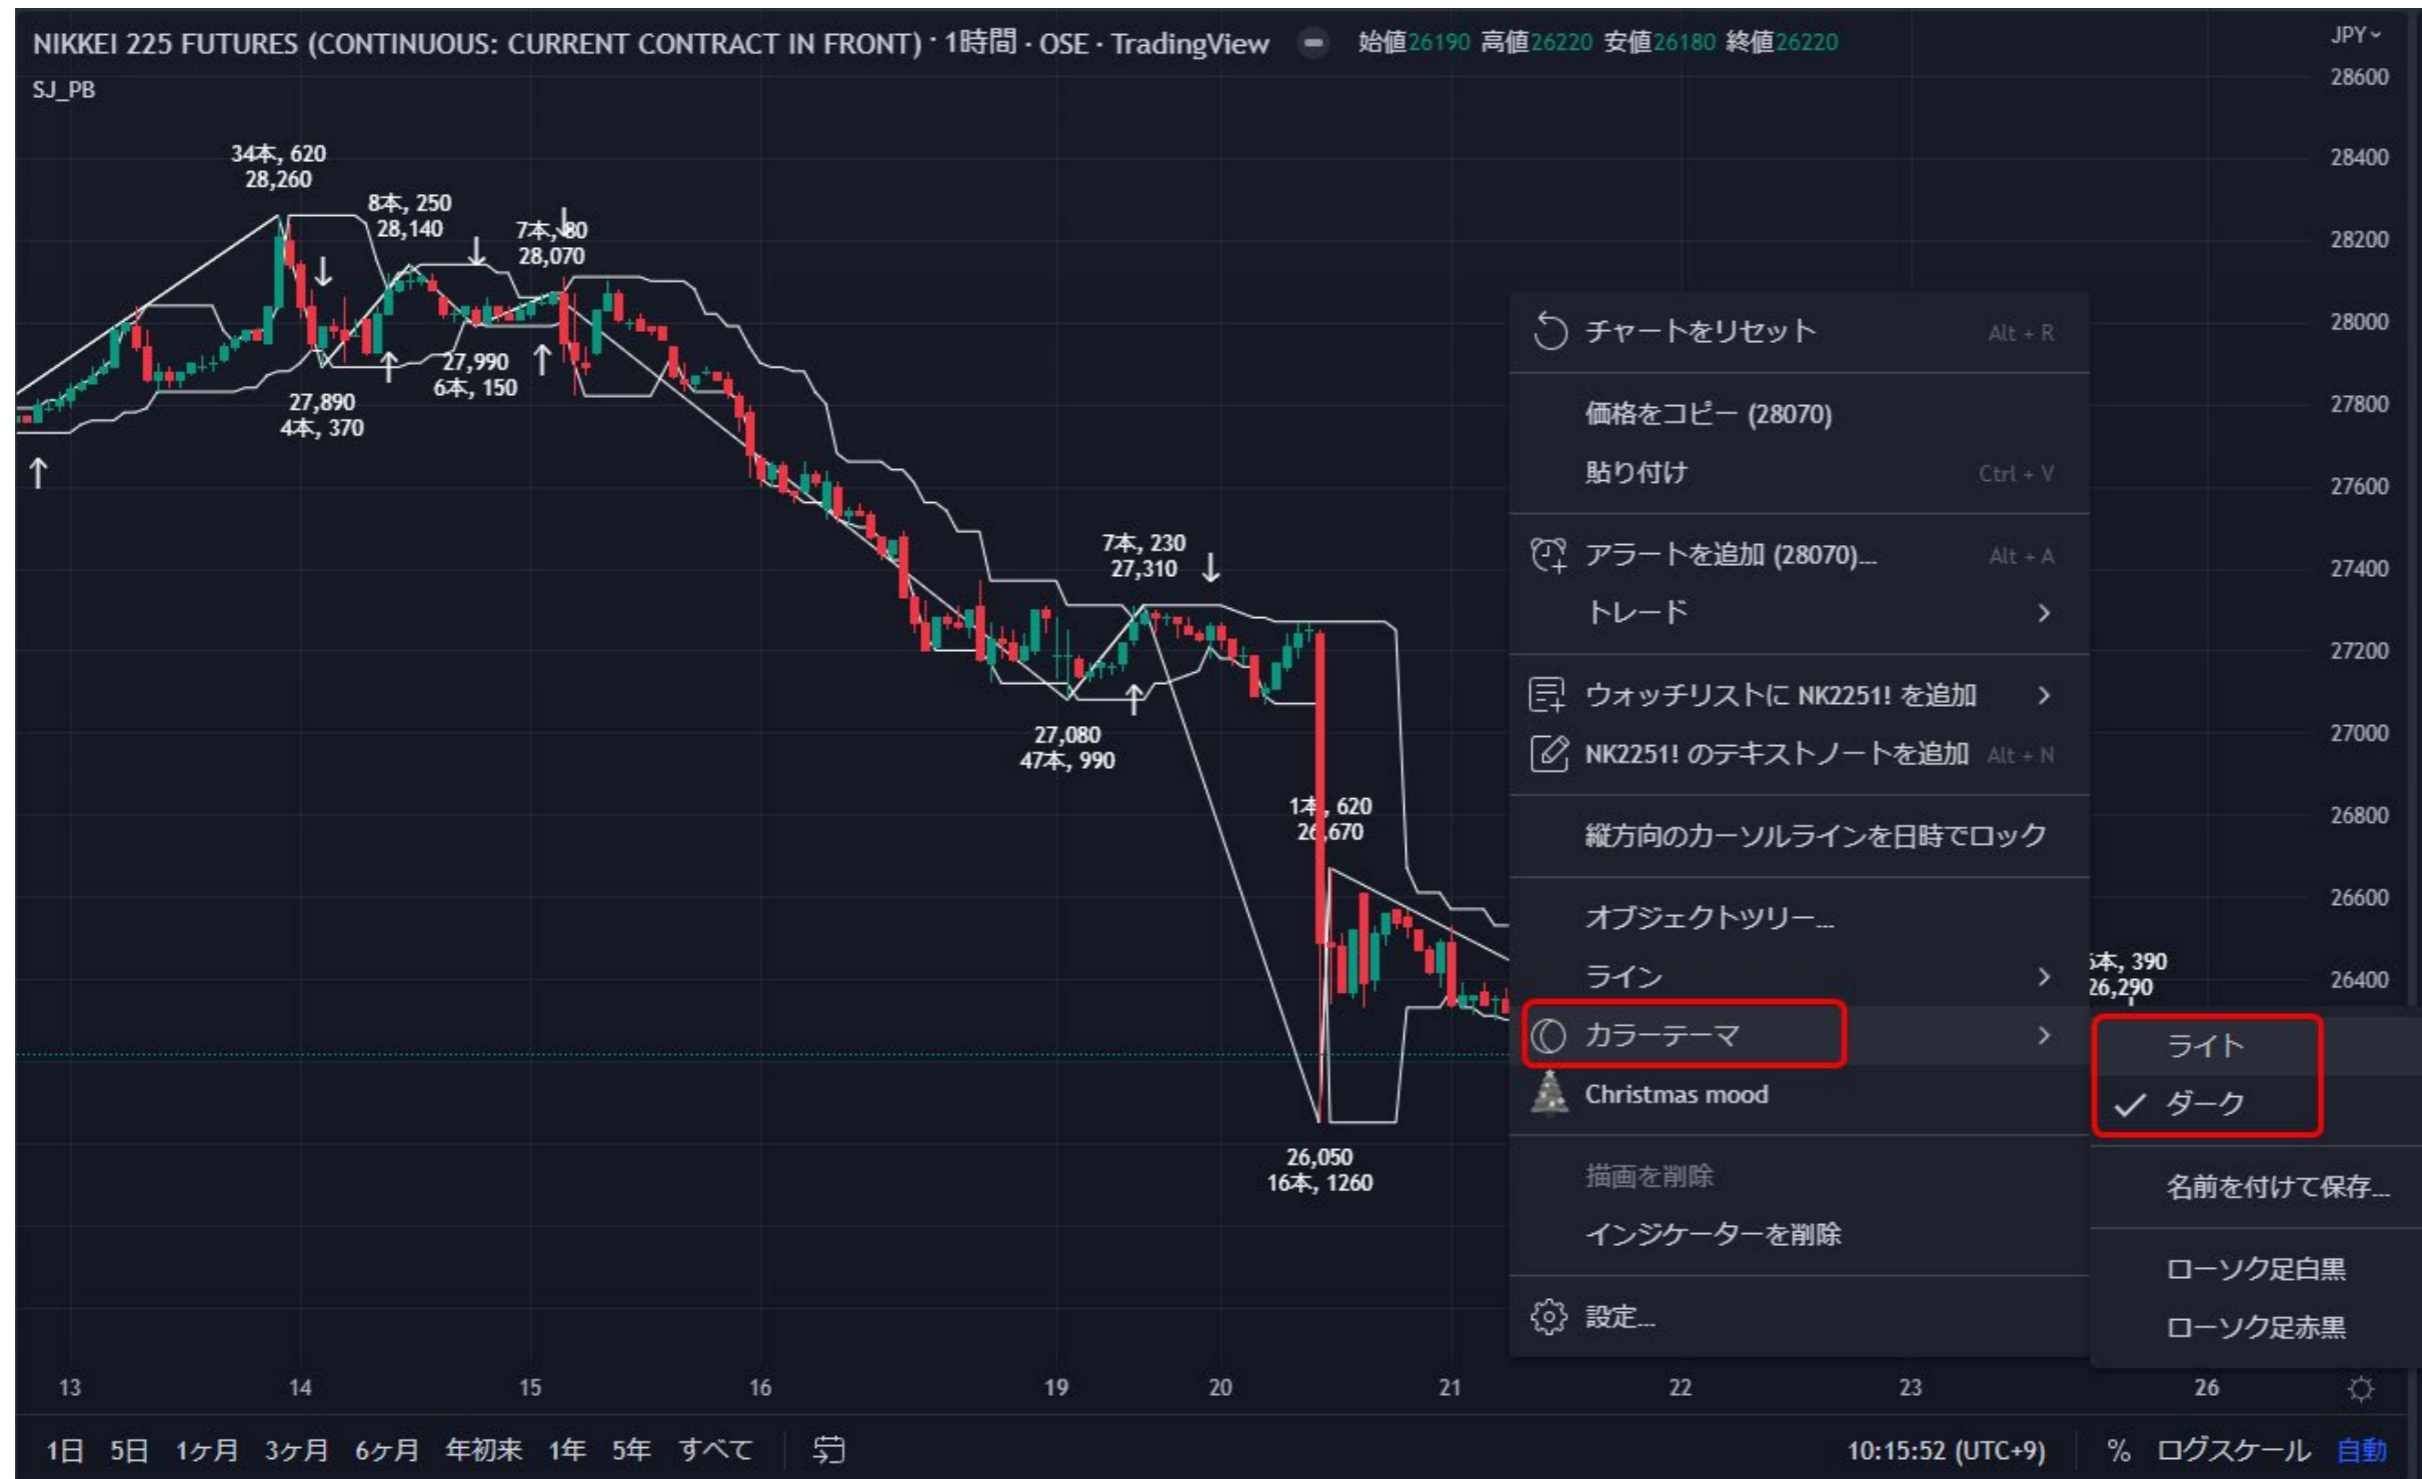 NIKKEI 225 FUTURES (CONTINUOUS: CURRENT CONTRACT IN FRONT) · 1時間 · OSE · TradingView 始値26190 高値26220 安値26180 終値26220
JPY
SJ_PB
28600
28400
28200
28000
27800
27600
27400
27200
27000
26800
26600
26400
34本, 620
28,260
8本, 250
28,140
7本, 80
28,070
27,890
4本, 370
27,990
6本, 150
7本, 230
27,310
27,080
47本, 990
1本, 620
26,670
26,050
16本, 1260
本, 390
26,290
チャートをリセット Alt + R
価格をコピー (28070)
貼り付け Ctrl + V
アラートを追加 (28070)... Alt + A
トレード
ウォッチリストに NK2251! を追加
NK2251! のテキストノートを追加 Alt + N
縦方向のカーソルラインを日時でロック
オブジェクトツリー...
ライン
カラーテーマ
Christmas mood
描画を削除
インジケーターを削除
設定...
ライト
ダーク
名前を付けて保存...
ローソク足白黒
ローソク足赤黒
13 14 15 16 19 20 21 22 23 26
1日 5日 1ヶ月 3ヶ月 6ヶ月 年初来 1年 5年 すべて 10:15:52 (UTC+9) % ログスケール 自動